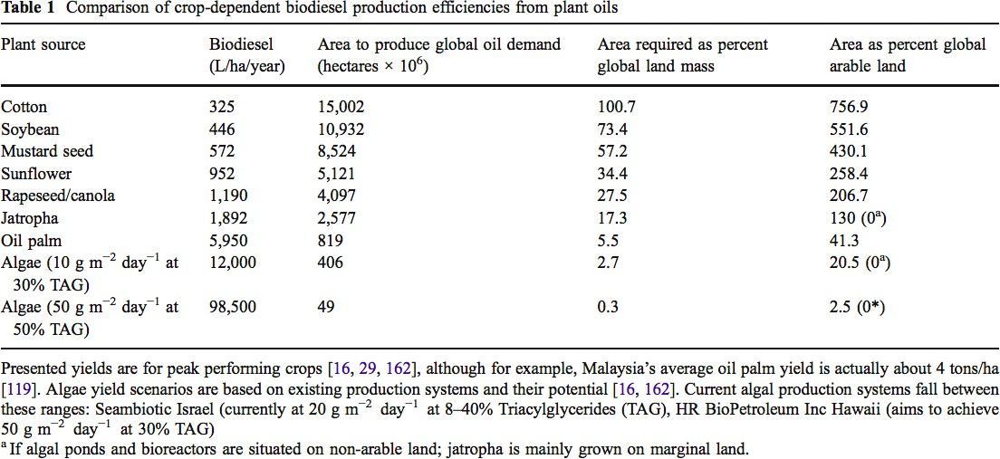 Table 1 Comparison of crop-dependent biodiesel production efficiencies from plant oils
Plant source Biodiesel (L/ha/year) Area to produce global oil demand (hectares × 10⁶) Area required as percent global land mass Area as percent global arable land
Cotton 325 15,002 100.7 756.9
Soybean 446 10,932 73.4 551.6
Mustard seed 572 8,524 57.2 430.1
Sunflower 952 5,121 34.4 258.4
Rapeseed/canola 1,190 4,097 27.5 206.7
Jatropha 1,892 2,577 17.3 130 (0ᵃ)
Oil palm 5,950 819 5.5 41.3
Algae (10 g m⁻² day⁻¹ at 30% TAG) 12,000 406 2.7 20.5 (0ᵃ)
Algae (50 g m⁻² day⁻¹ at 50% TAG) 98,500 49 0.3 2.5 (0*)
Presented yields are for peak performing crops [16, 29, 162], although for example, Malaysia's average oil palm yield is actually about 4 tons/ha
[119]. Algae yield scenarios are based on existing production systems and their potential [16, 162]. Current algal production systems fall between
these ranges: Seambiotic Israel (currently at 20 g m⁻² day⁻¹ at 8–40% Triacylglycerides (TAG), HR BioPetroleum Inc Hawaii (aims to achieve
50 g m⁻² day⁻¹ at 30% TAG)
ᵃ If algal ponds and bioreactors are situated on non-arable land; jatropha is mainly grown on marginal land.